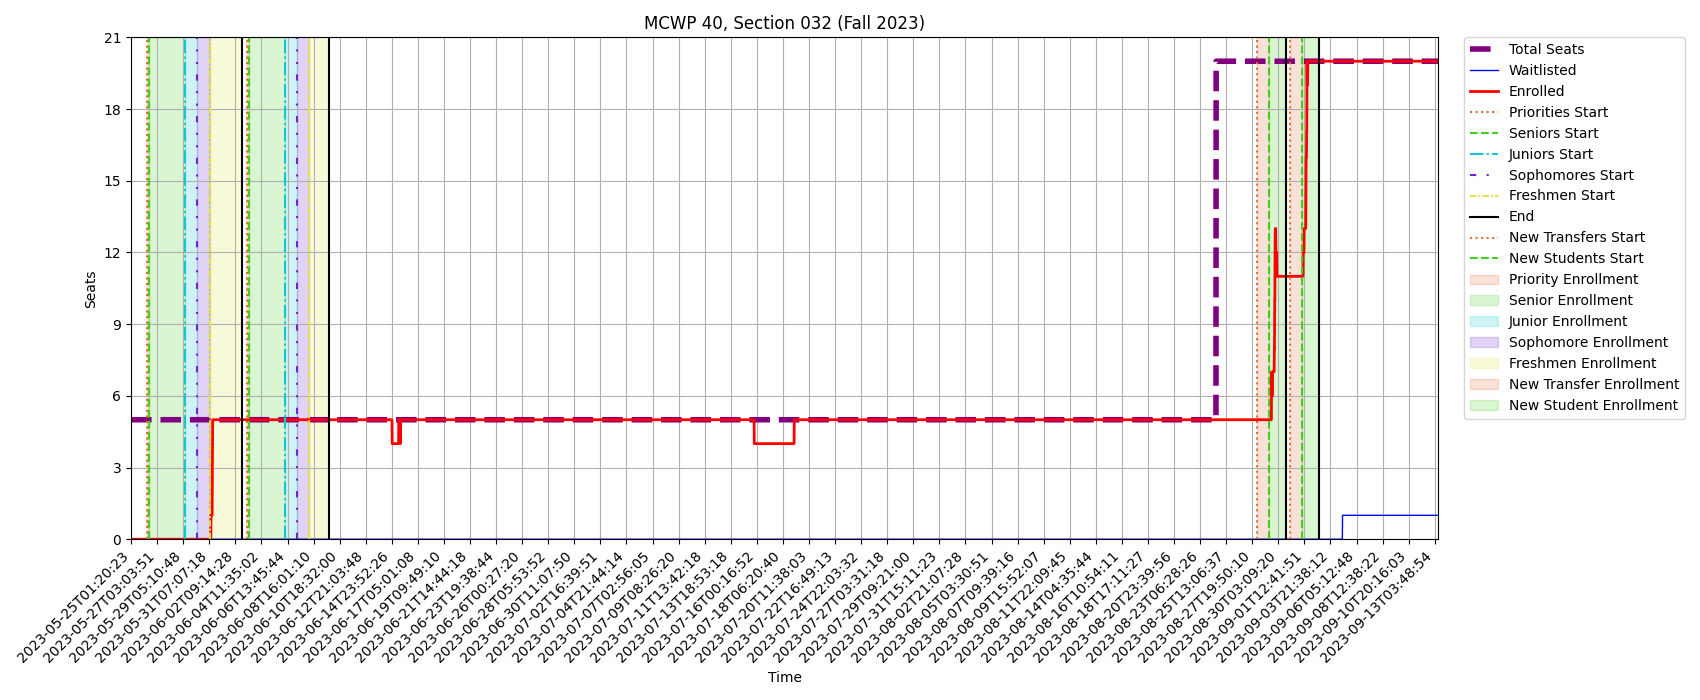 MCWP 40, Section 032 (Fall 2023)
21
18
15
12
9
6
3
0
Seats
2023-05-25T01:20:23
2023-05-27T03:03:51
2023-05-29T05:10:48
2023-05-31T07:07:18
2023-06-02T09:14:28
2023-06-04T11:35:02
2023-06-06T13:45:44
2023-06-08T16:01:10
2023-06-10T18:32:00
2023-06-12T21:03:48
2023-06-14T23:52:26
2023-06-17T05:01:08
2023-06-19T09:49:10
2023-06-21T14:44:18
2023-06-23T19:38:44
2023-06-26T00:27:20
2023-06-28T05:53:52
2023-06-30T11:07:50
2023-07-02T16:39:51
2023-07-04T21:44:14
2023-07-07T02:56:05
2023-07-09T08:26:20
2023-07-11T13:42:18
2023-07-13T18:53:18
2023-07-16T00:16:52
2023-07-18T06:20:40
2023-07-20T11:38:03
2023-07-22T16:49:13
2023-07-24T22:03:32
2023-07-27T03:31:18
2023-07-29T09:21:00
2023-07-31T15:11:23
2023-08-02T21:07:28
2023-08-05T03:30:51
2023-08-07T09:39:16
2023-08-09T15:52:07
2023-08-11T22:09:45
2023-08-14T04:35:44
2023-08-16T10:54:11
2023-08-18T17:11:27
2023-08-20T23:39:56
2023-08-23T06:28:26
2023-08-25T13:06:37
2023-08-27T19:50:10
2023-08-30T03:09:20
2023-09-01T12:41:51
2023-09-03T21:38:12
2023-09-06T05:12:48
2023-09-08T12:38:22
2023-09-10T20:16:03
2023-09-13T03:48:54
Time
Total Seats
Waitlisted
Enrolled
Priorities Start
Seniors Start
Juniors Start
Sophomores Start
Freshmen Start
End
New Transfers Start
New Students Start
Priority Enrollment
Senior Enrollment
Junior Enrollment
Sophomore Enrollment
Freshmen Enrollment
New Transfer Enrollment
New Student Enrollment